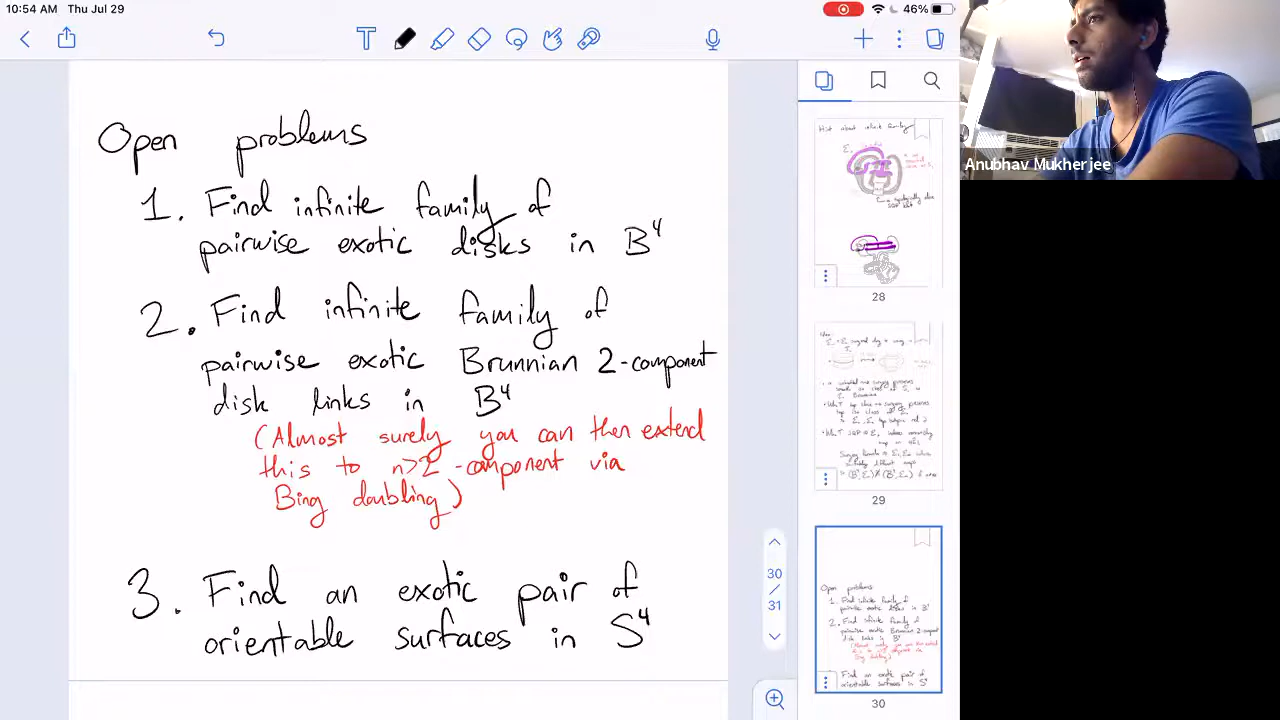 10:54 AM Thu Jul 29
46%
Open problems
1. Find infinite family of
pairwise exotic disks in B⁴
2. Find infinite family of
pairwise exotic Brunnian 2-component
disk links in B⁴
(Almost surely you can then extend
this to n>2-component via
Bing doubling)
3. Find an exotic pair of
orientable surfaces in S⁴
30
/
31
28
29
30
Anubhav Mukherjee